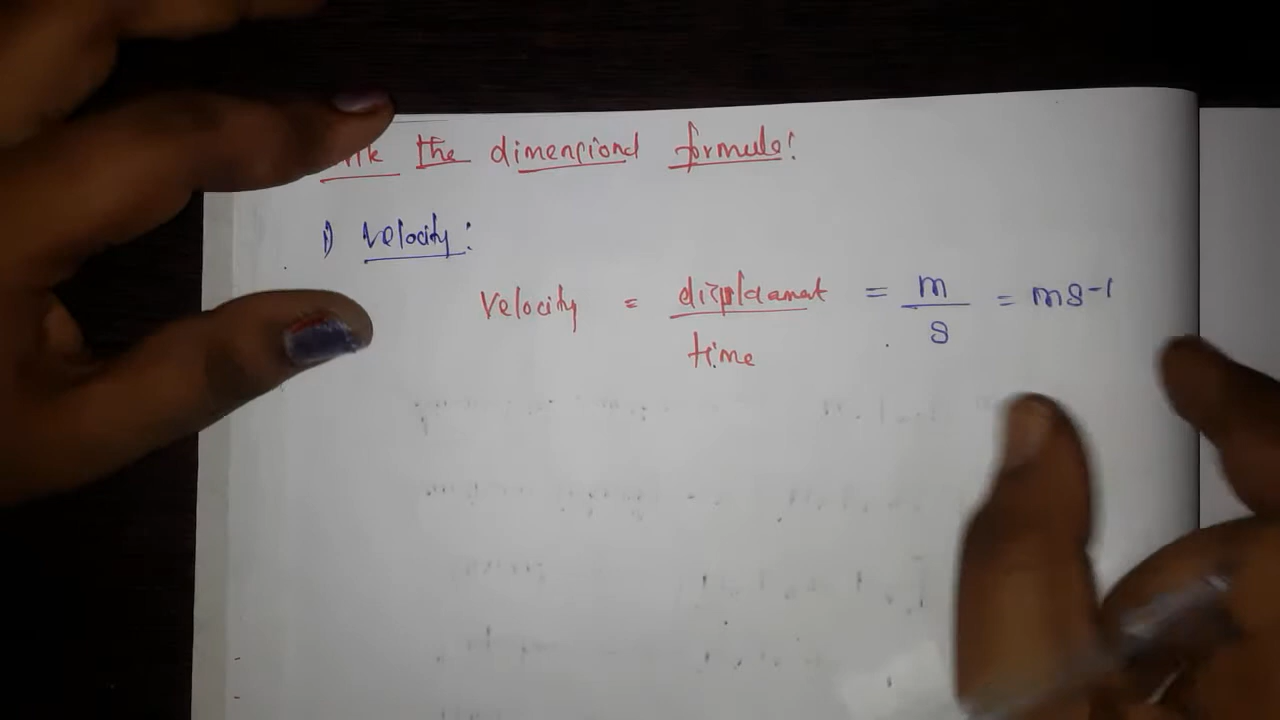 the dimensional formula:
1) Velocity:
Velocity = displacement / time = m / s = ms⁻¹